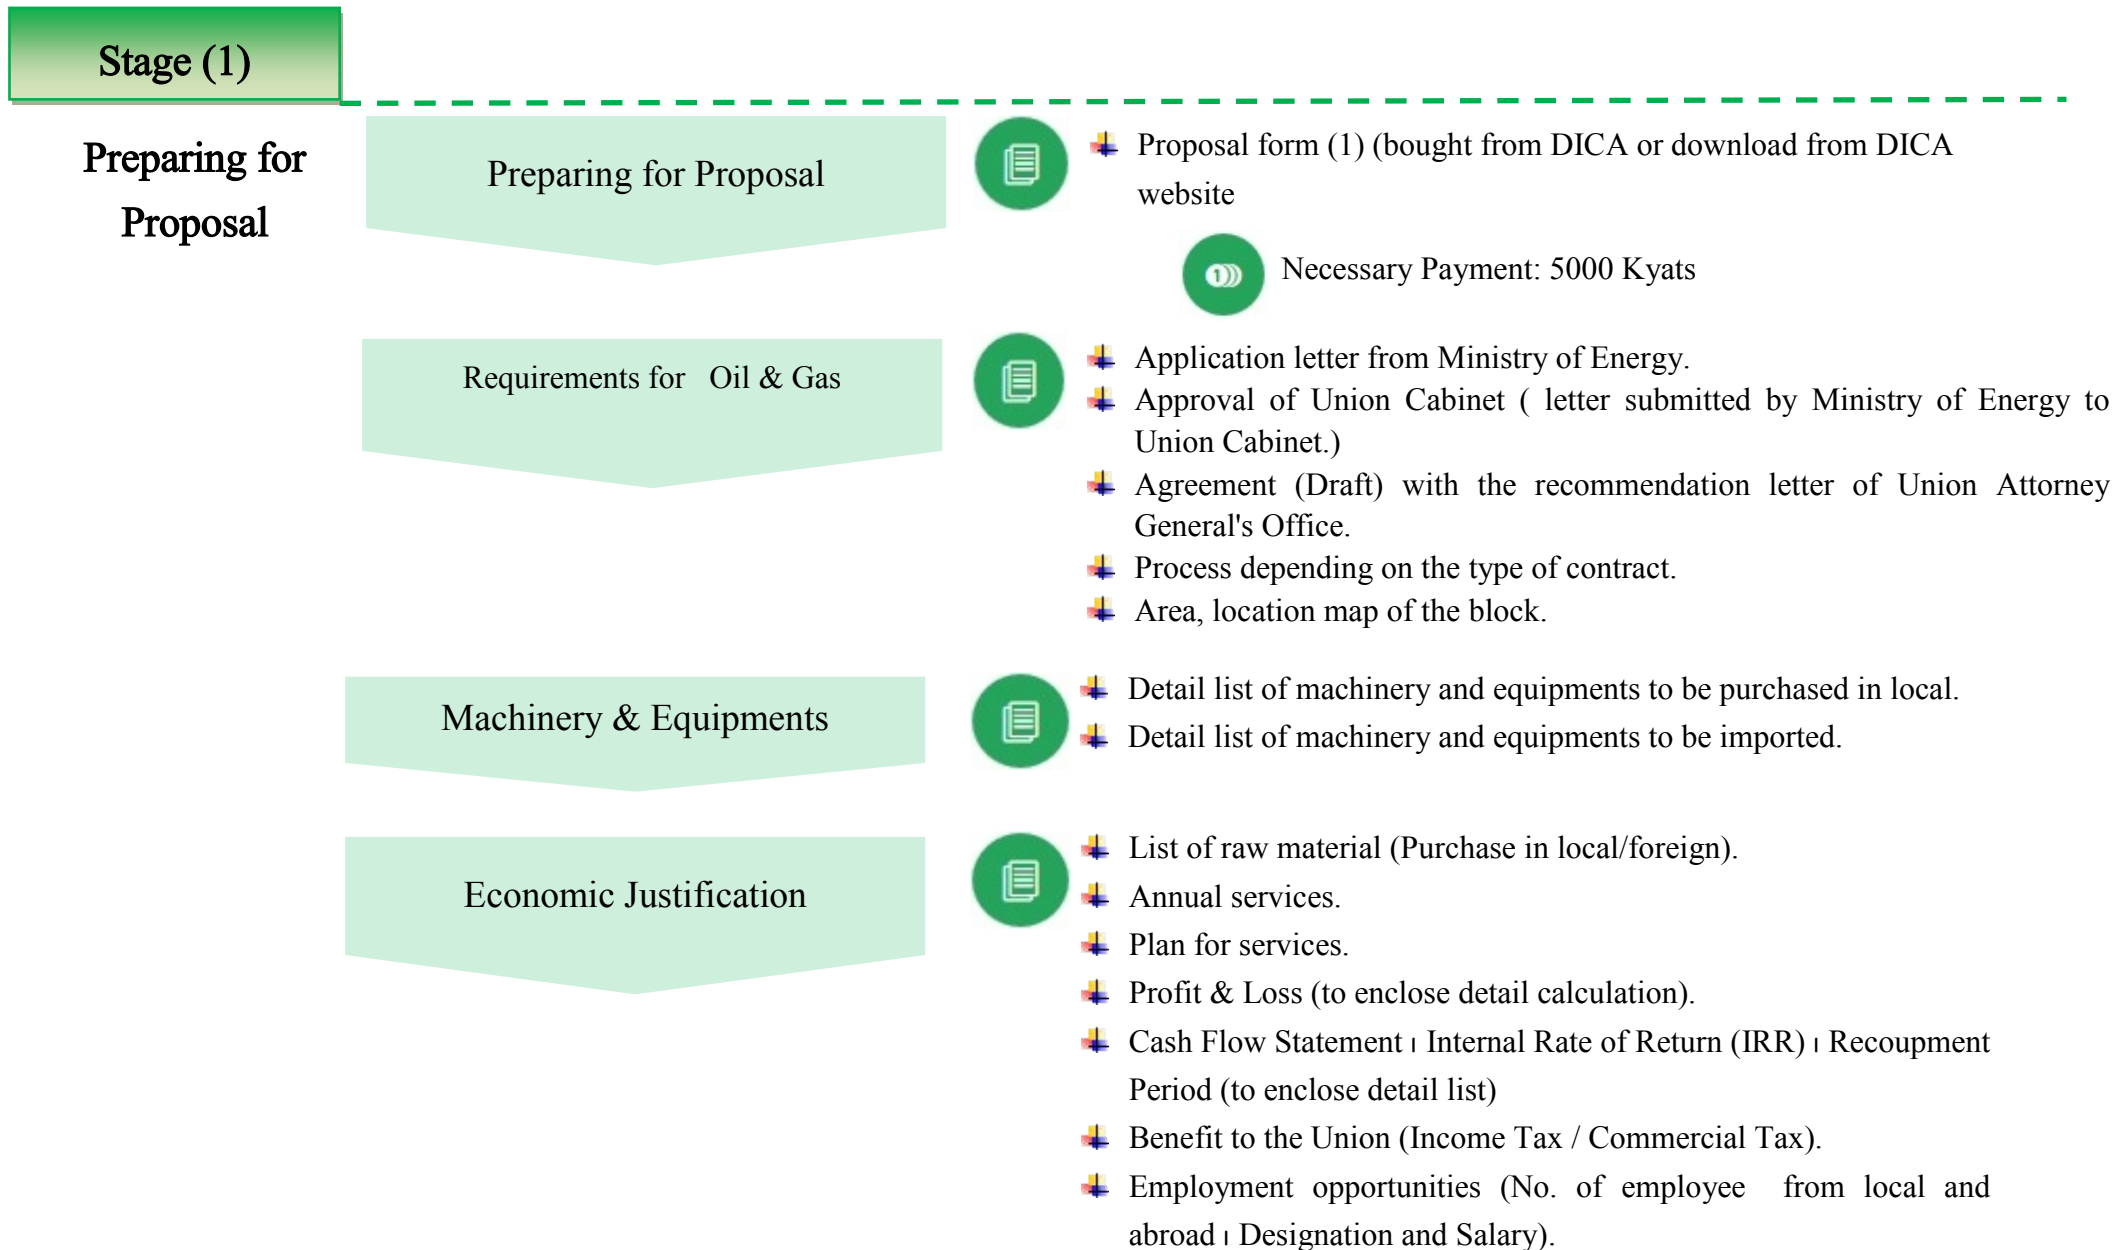 Stage (1)
Preparing for
Proposal
Preparing for Proposal
Proposal form (1) (bought from DICA or download from DICA
website
Necessary Payment: 5000 Kyats
Requirements for Oil & Gas
Application letter from Ministry of Energy.
Approval of Union Cabinet ( letter submitted by Ministry of Energy to
Union Cabinet.)
Agreement (Draft) with the recommendation letter of Union Attorney
General's Office.
Process depending on the type of contract.
Area, location map of the block.
Machinery & Equipments
Detail list of machinery and equipments to be purchased in local.
Detail list of machinery and equipments to be imported.
Economic Justification
List of raw material (Purchase in local/foreign).
Annual services.
Plan for services.
Profit & Loss (to enclose detail calculation).
Cash Flow Statement ၊ Internal Rate of Return (IRR) ၊ Recoupment
Period (to enclose detail list)
Benefit to the Union (Income Tax / Commercial Tax).
Employment opportunities (No. of employee from local and
abroad ၊ Designation and Salary).